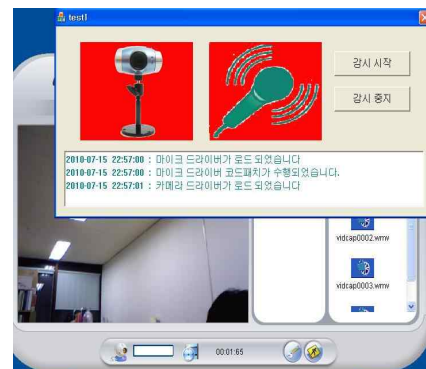 test1
감시 시작
감시 중지
2010-07-15 22:57:00 : 마이크 드라이버가 로드 되었습니다
2010-07-15 22:57:00 : 마이크 드라이버 코드패치가 수행되었습니다.
2010-07-15 22:57:01 : 카메라 드라이버가 로드 되었습니다
vidcap0002.wmv
vidcap0003.wmv
00:01:65